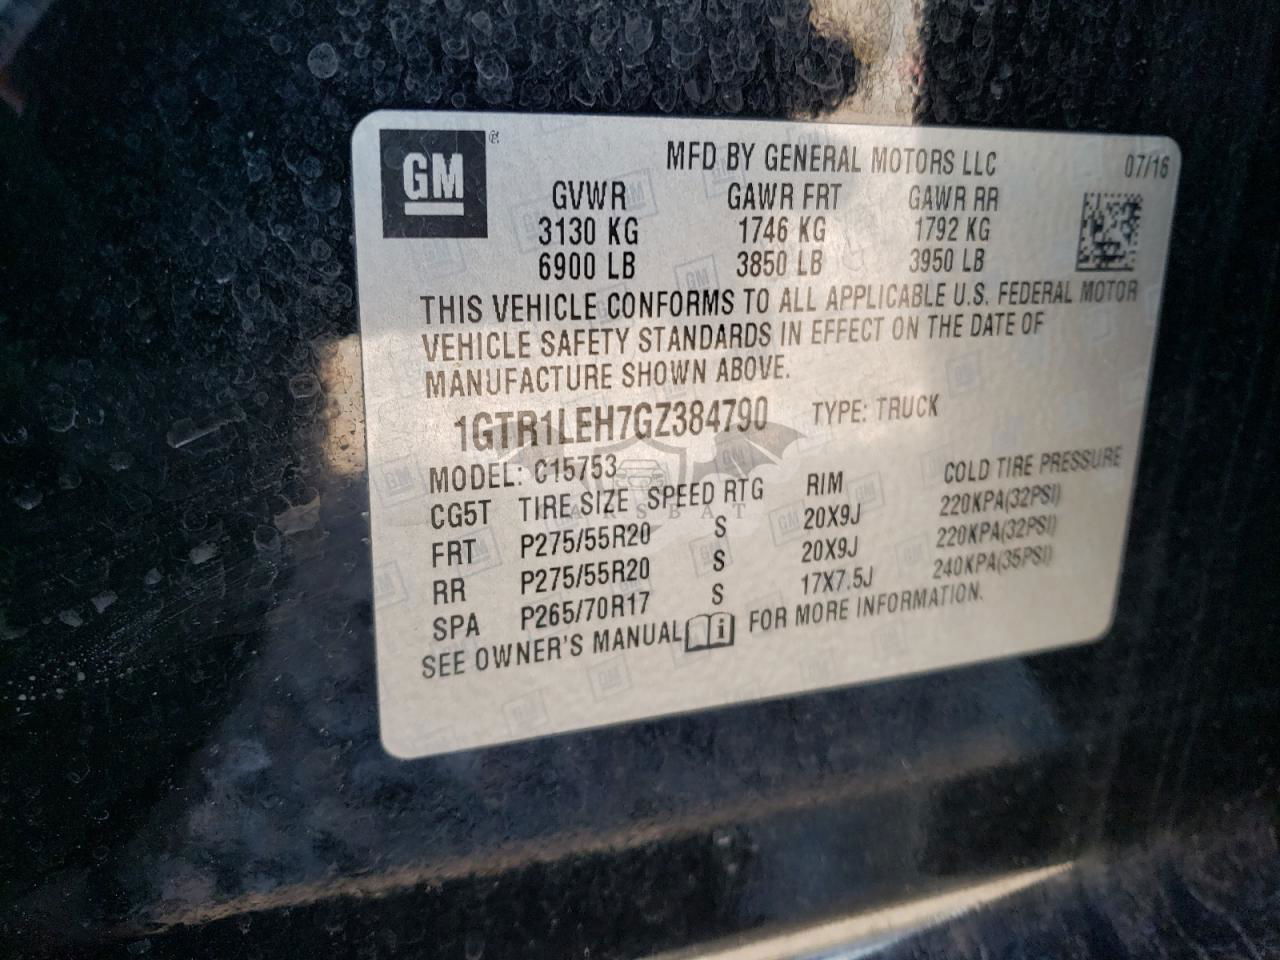 GM®
MFD BY GENERAL MOTORS LLC 07/16
GVWR GAWR FRT GAWR RR
3130 KG 1746 KG 1792 KG
6900 LB 3850 LB 3950 LB
THIS VEHICLE CONFORMS TO ALL APPLICABLE U.S. FEDERAL MOTOR
VEHICLE SAFETY STANDARDS IN EFFECT ON THE DATE OF
MANUFACTURE SHOWN ABOVE.
1GTR1LEH7GZ384790 TYPE: TRUCK
MODEL: C15753
CG5T TIRE SIZE SPEED RTG RIM COLD TIRE PRESSURE
FRT P275/55R20 S 20X9J 220KPA(32PSI)
RR P275/55R20 S 20X9J 220KPA(32PSI)
SPA P265/70R17 S 17X7.5J 240KPA(35PSI)
SEE OWNER'S MANUAL FOR MORE INFORMATION.